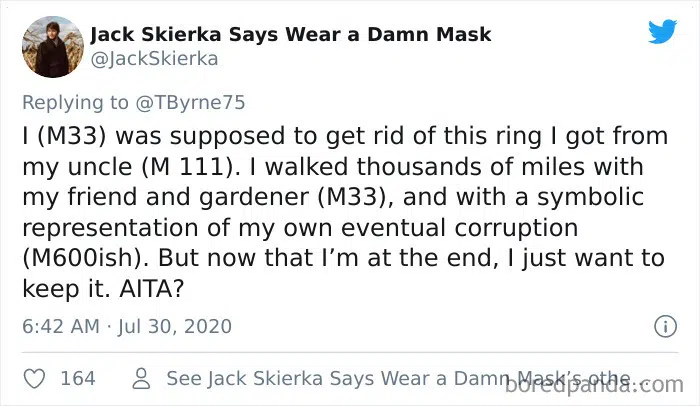 Jack Skierka Says Wear a Damn Mask
@JackSkierka
Replying to @TByrne75
I (M33) was supposed to get rid of this ring I got from
my uncle (M 111). I walked thousands of miles with
my friend and gardener (M33), and with a symbolic
representation of my own eventual corruption
(M600ish). But now that I’m at the end, I just want to
keep it. AITA?
6:42 AM · Jul 30, 2020
164 See Jack Skierka Says Wear a Damn Mask’s othe...
boredpanda.com